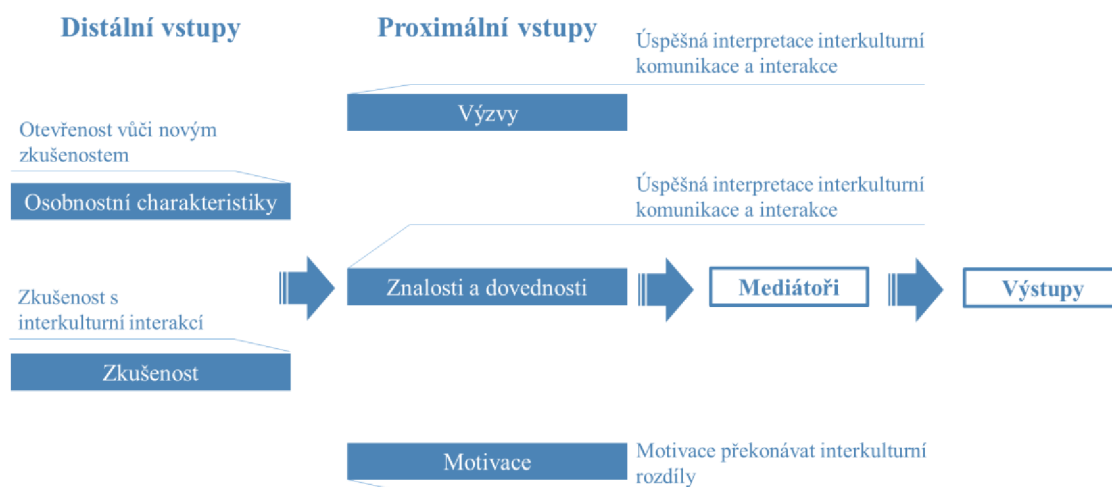 Distální vstupy
Proximální vstupy
Úspěšná interpretace interkulturní
komunikace a interakce
Výzvy
Otevřenost vůči novým
zkušenostem
Osobnostní charakteristiky
Úspěšná interpretace interkulturní
komunikace a interakce
Znalosti a dovednosti
Mediátoři
Výstupy
Zkušenost s
interkulturní interakcí
Zkušenost
Motivace
Motivace překonávat interkulturní
rozdíly